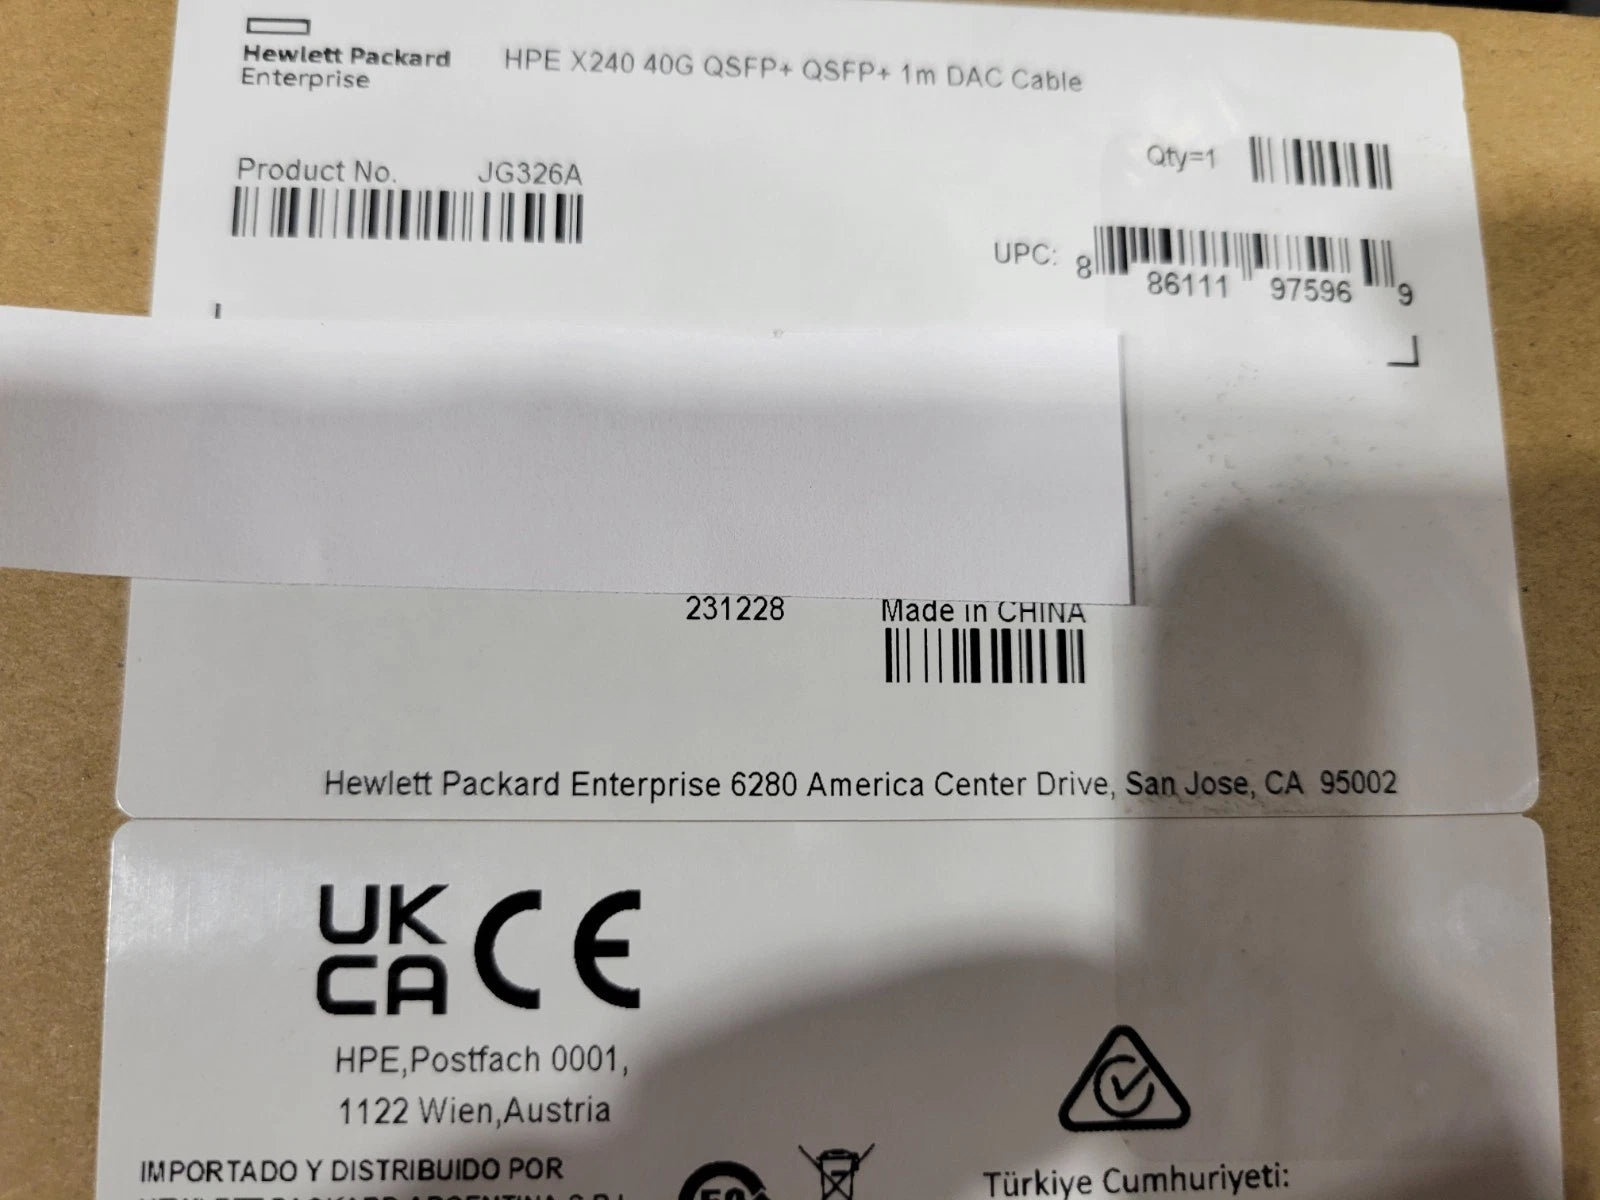 Hewlett Packard
Enterprise
HPE X240 40G QSFP+ QSFP+ 1m DAC Cable
Product No. JG326A
Qty=1
UPC: 8 86111 97596 9
231228 Made in CHINA
Hewlett Packard Enterprise 6280 America Center Drive, San Jose, CA 95002
UK
CA
CE
HPE,Postfach 0001,
1122 Wien,Austria
IMPORTADO Y DISTRIBUIDO POR
Türkiye Cumhuriyeti: